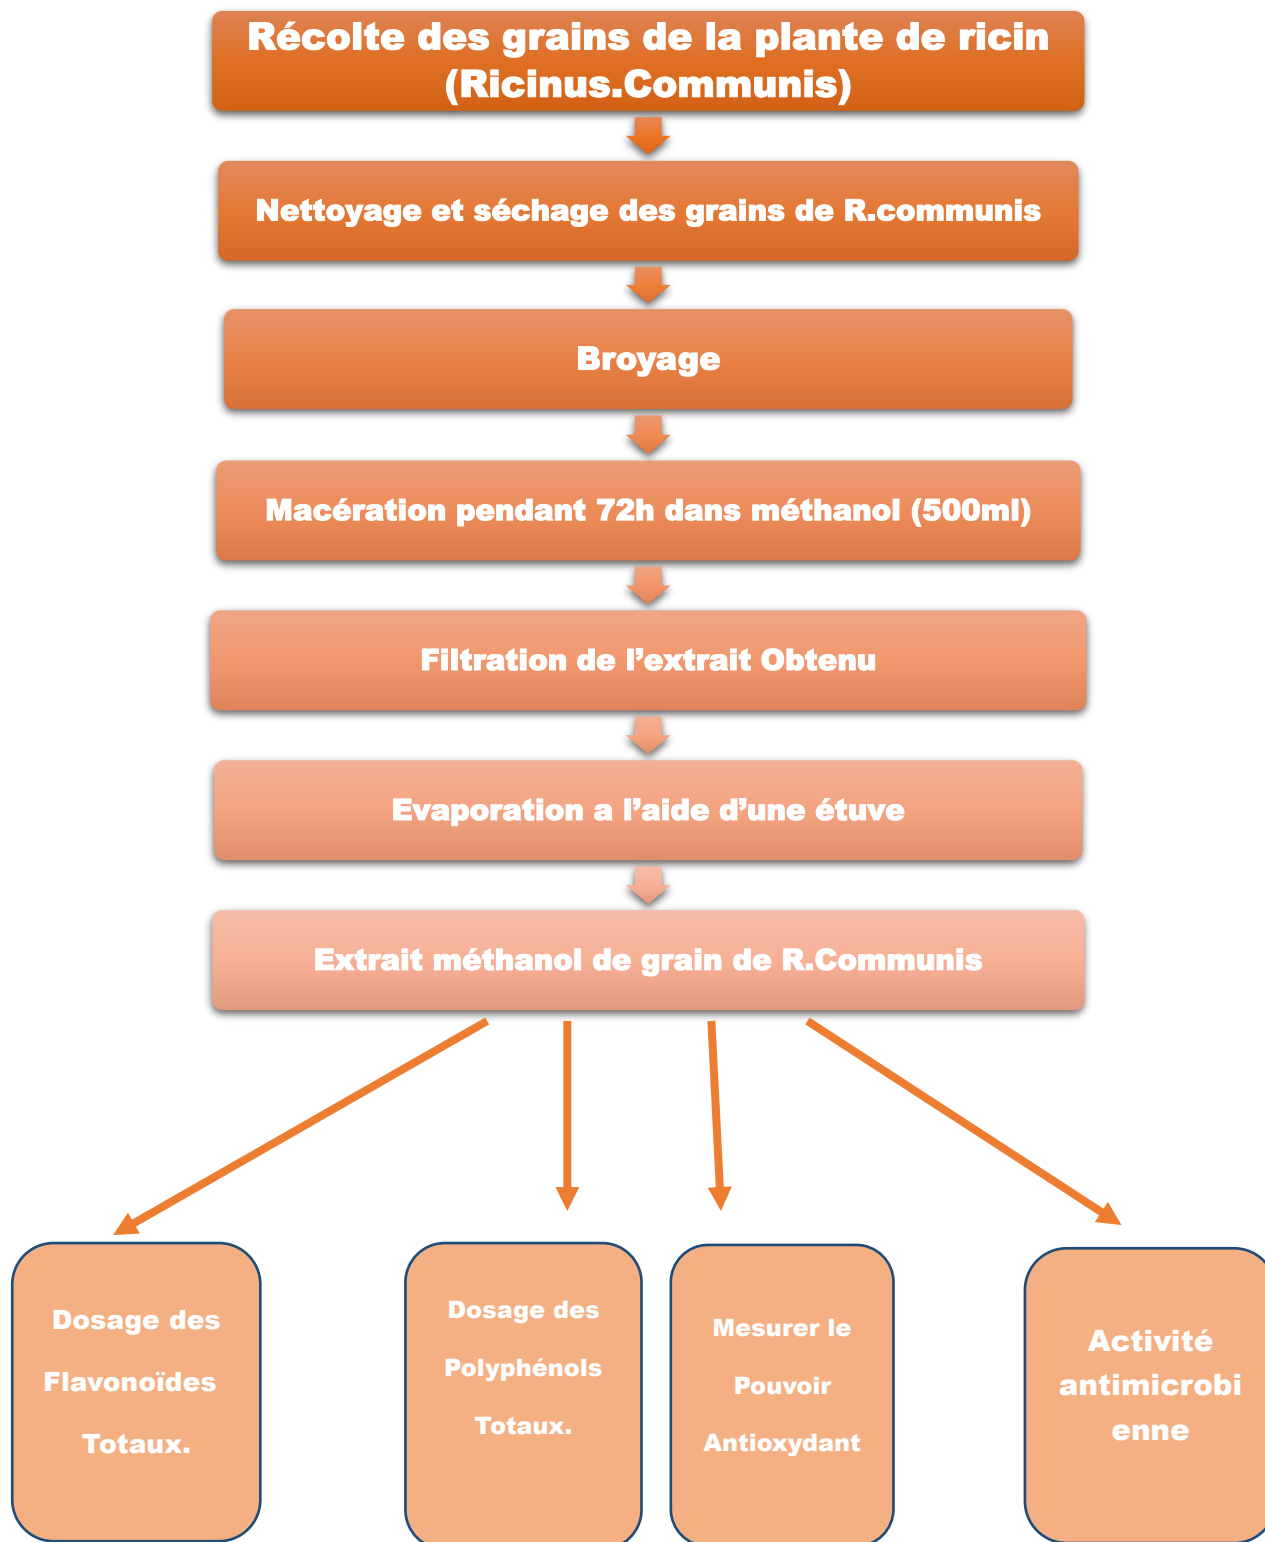 Récolte des grains de la plante de ricin
(Ricinus.Communis)
Nettoyage et séchage des grains de R.communis
Broyage
Macération pendant 72h dans méthanol (500ml)
Filtration de l’extrait Obtenu
Evaporation a l’aide d’une étuve
Extrait méthanol de grain de R.Communis
Dosage des
Flavonoïdes
Totaux.
Dosage des
Polyphénols
Totaux.
Mesurer le
Pouvoir
Antioxydant
Activité
antimicrobi
enne